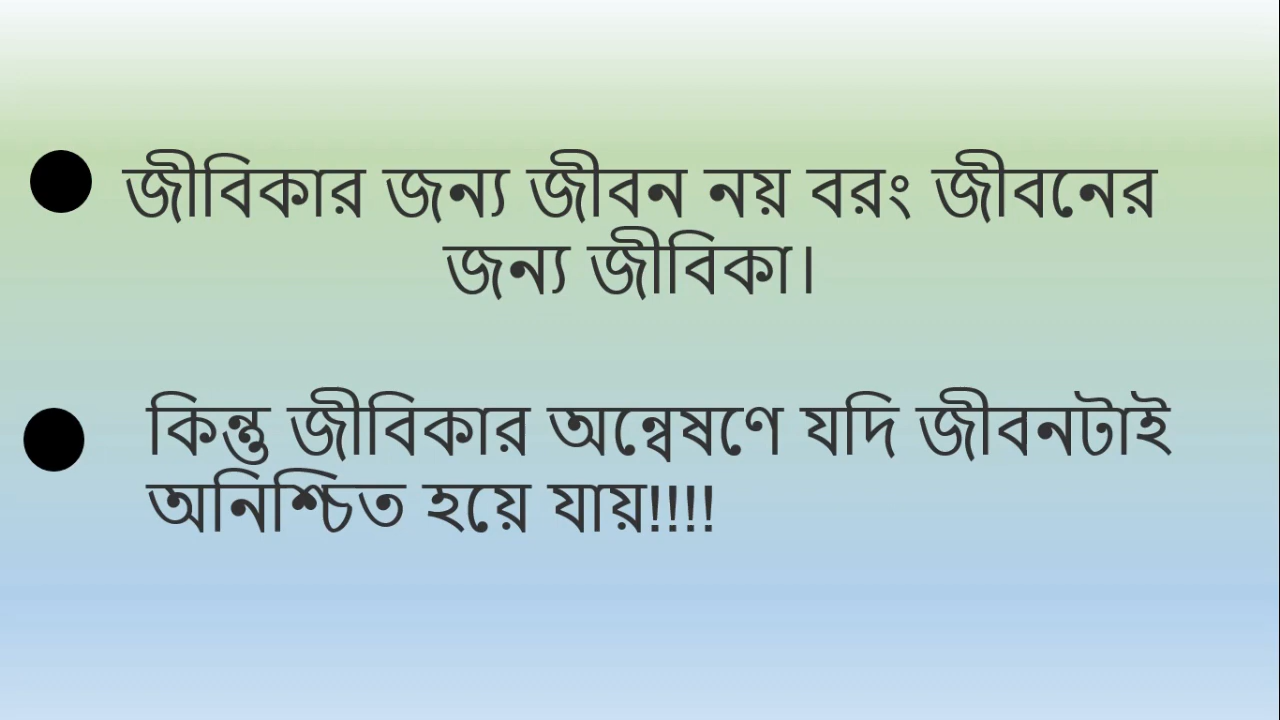 জীবিকার জন্য জীবন নয় বরং জীবনের
জন্য জীবিকা।
কিন্তু জীবিকার অন্বেষণে যদি জীবনটাই
অনিশ্চিত হয়ে যায়!!!!